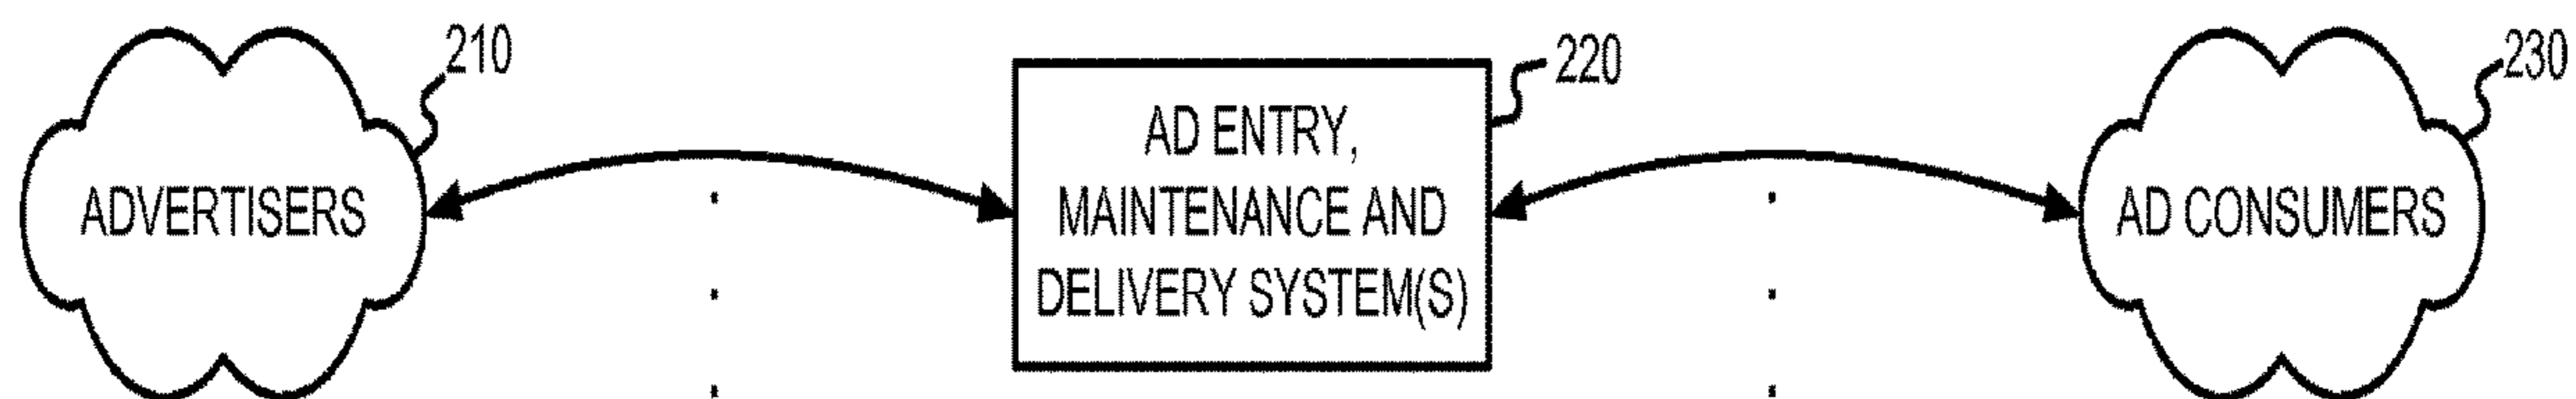 210
ADVERTISERS
220
AD ENTRY,
MAINTENANCE AND
DELIVERY SYSTEM(S)
230
AD CONSUMERS